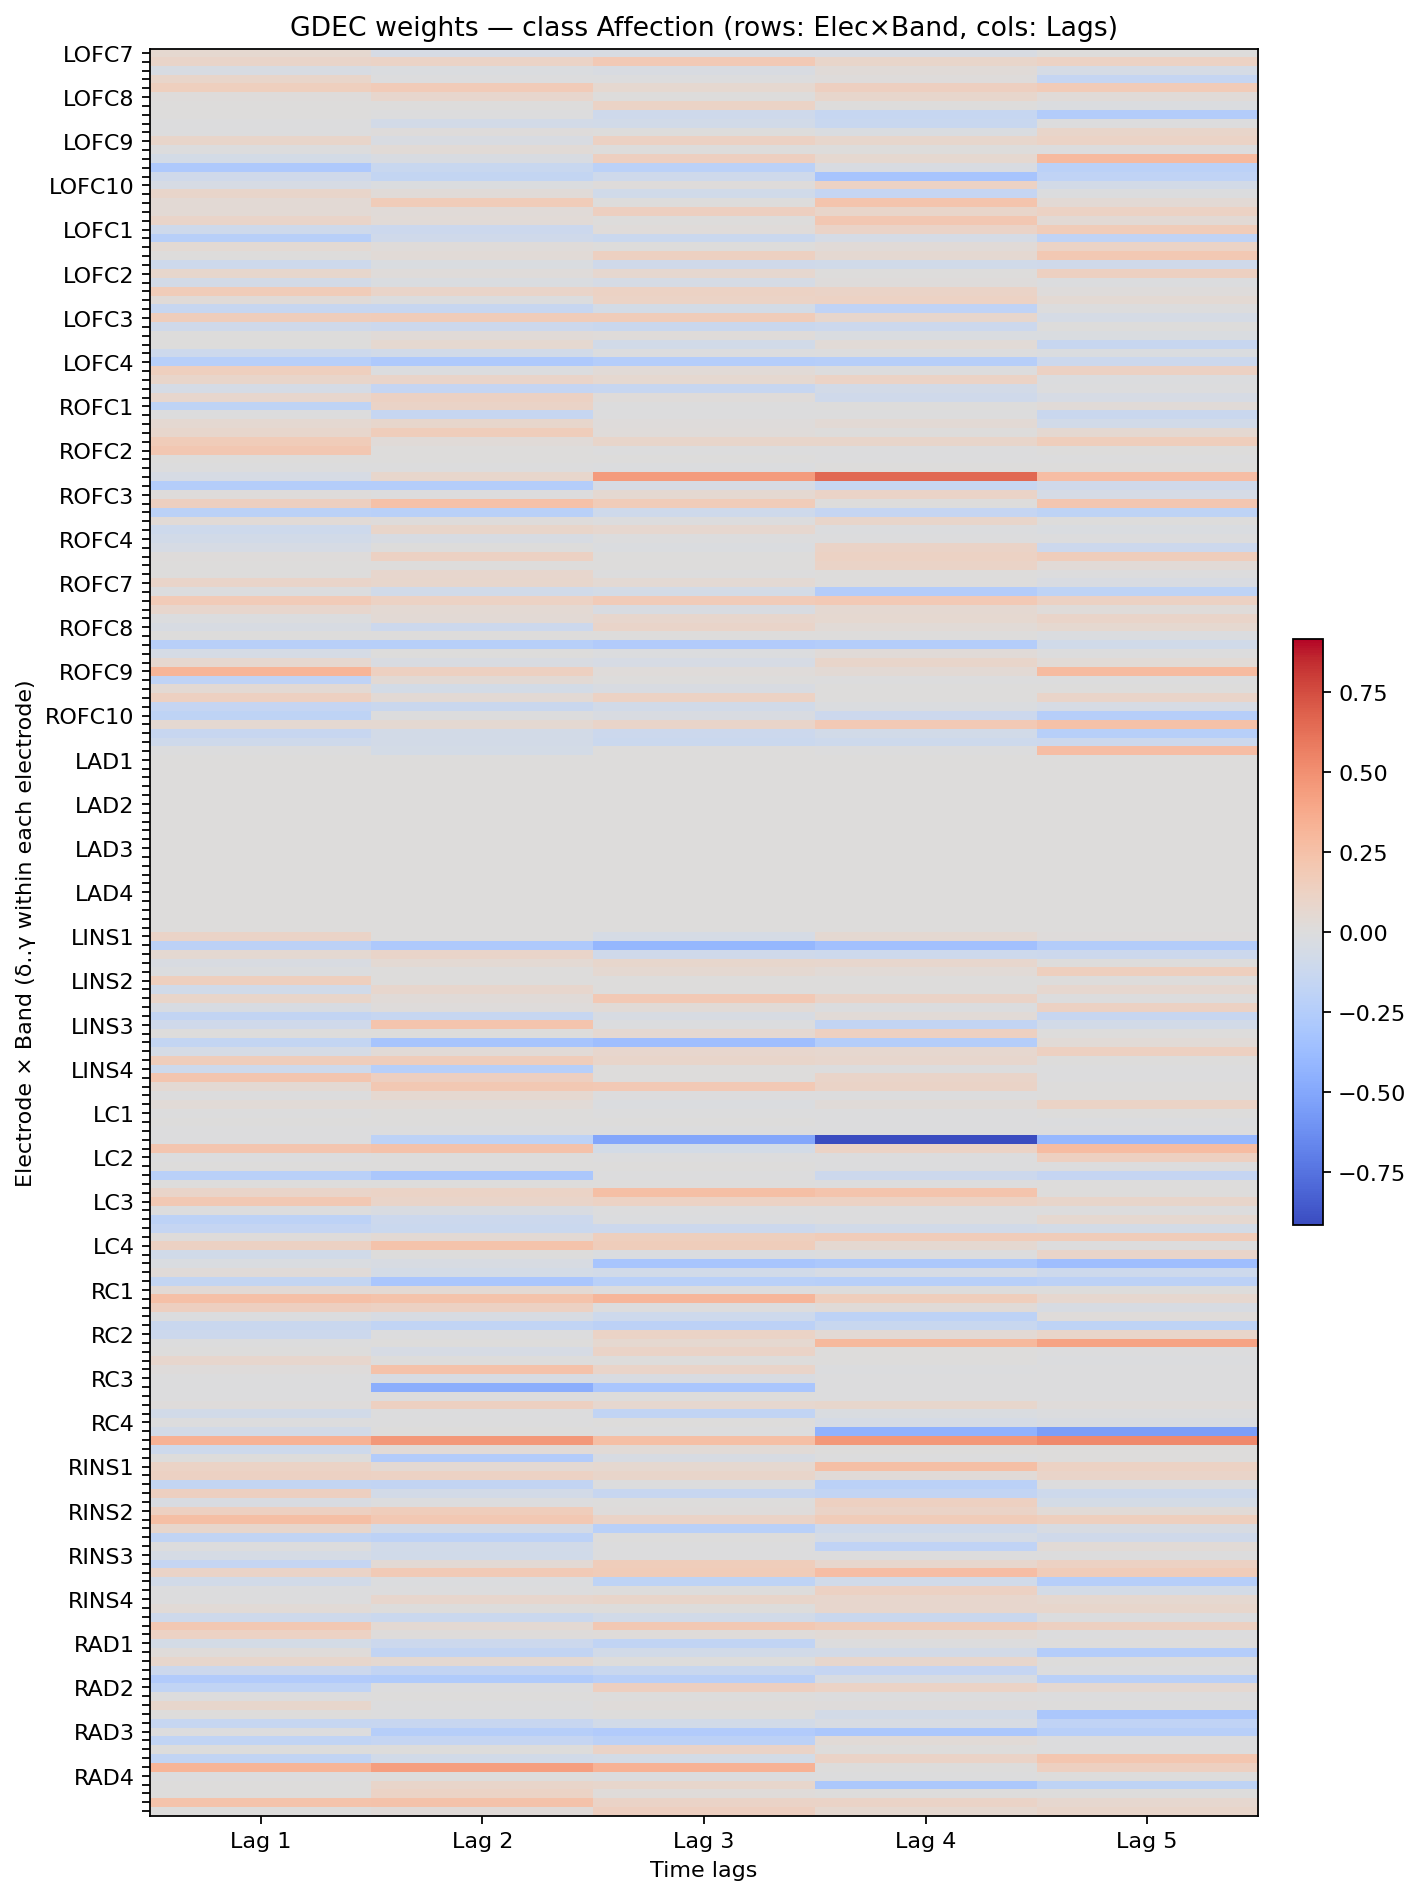 GDEC weights — class Affection (rows: Elec×Band, cols: Lags)
LOFC7
LOFC8
LOFC9
LOFC10
LOFC1
LOFC2
LOFC3
LOFC4
ROFC1
ROFC2
ROFC3
ROFC4
ROFC7
ROFC8
ROFC9
ROFC10
LAD1
LAD2
LAD3
LAD4
LINS1
LINS2
LINS3
LINS4
LC1
LC2
LC3
LC4
RC1
RC2
RC3
RC4
RINS1
RINS2
RINS3
RINS4
RAD1
RAD2
RAD3
RAD4
Electrode × Band (δ..γ within each electrode)
Lag 1
Lag 2
Lag 3
Lag 4
Lag 5
Time lags
0.75
0.50
0.25
0.00
−0.25
−0.50
−0.75